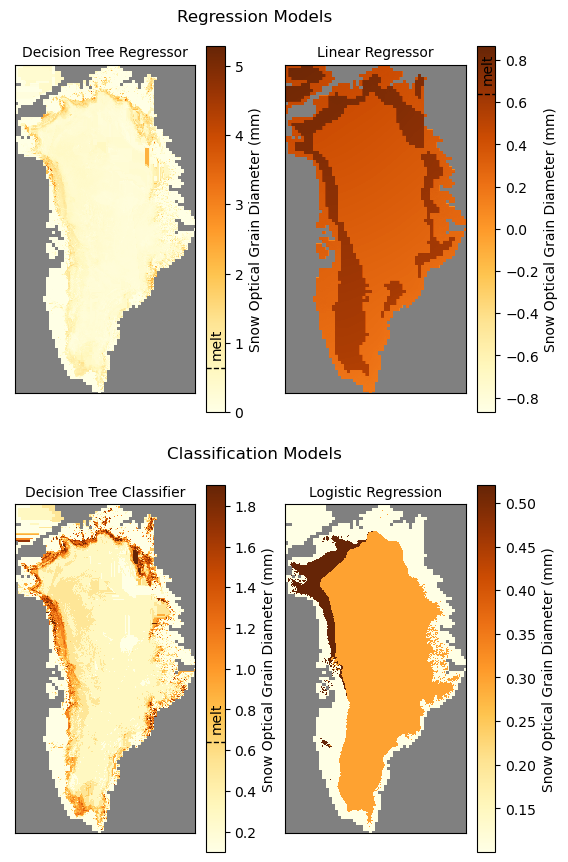 Regression Models
Decision Tree Regressor
5
4
3
2
1
0
melt
Snow Optical Grain Diameter (mm)
Linear Regressor
0.8
0.6
0.4
0.2
0.0
−0.2
−0.4
−0.6
−0.8
melt
Snow Optical Grain Diameter (mm)
Classification Models
Decision Tree Classifier
1.8
1.6
1.4
1.2
1.0
0.8
0.6
0.4
0.2
melt
Snow Optical Grain Diameter (mm)
Logistic Regression
0.50
0.45
0.40
0.35
0.30
0.25
0.20
0.15
Snow Optical Grain Diameter (mm)